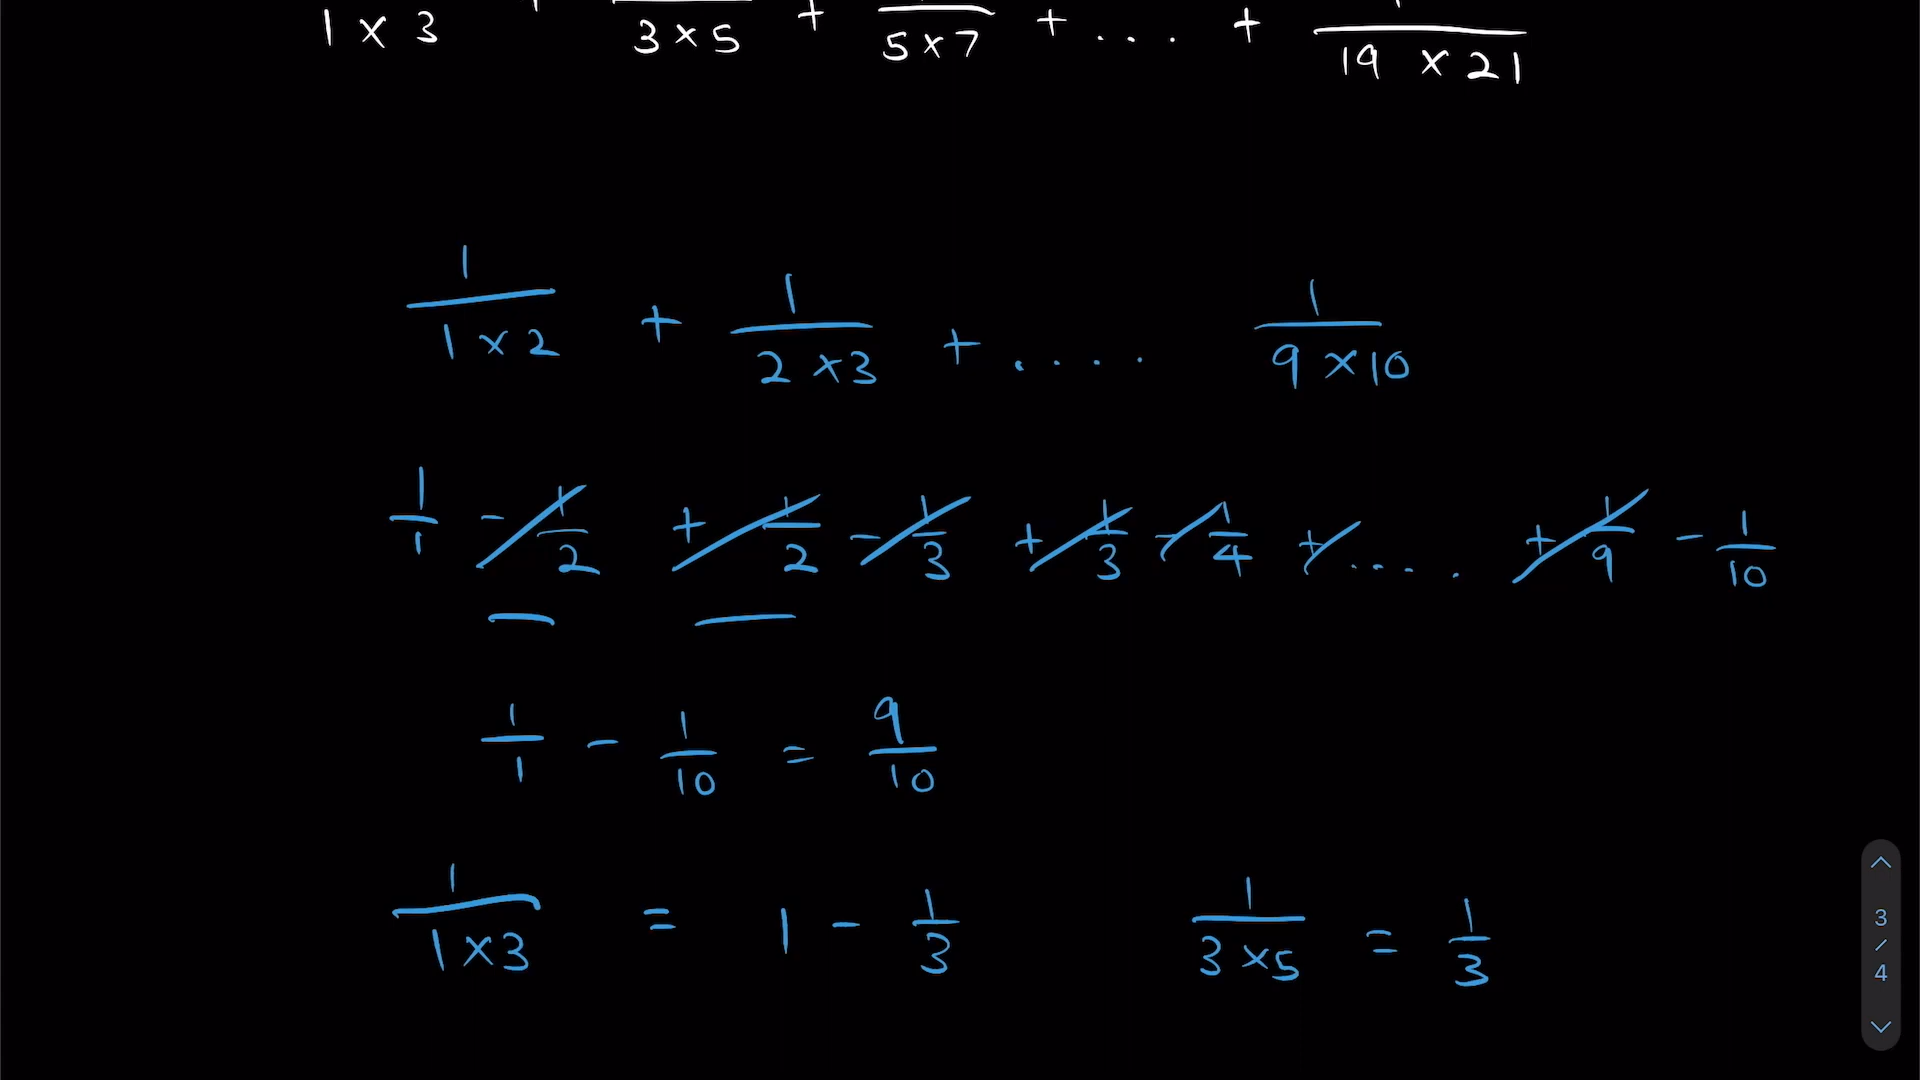 1 × 3 + 3 × 5 + 5 × 7 + ... + 19 × 21
1/(1 × 2) + 1/(2 × 3) + .... 1/(9 × 10)
1/1 - 1/2 + 1/2 - 1/3 + 1/3 - 1/4 + .... + 1/9 - 1/10
1/1 - 1/10 = 9/10
1/(1 × 3) = 1 - 1/3 1/(3 × 5) = 1/3
3
/
4